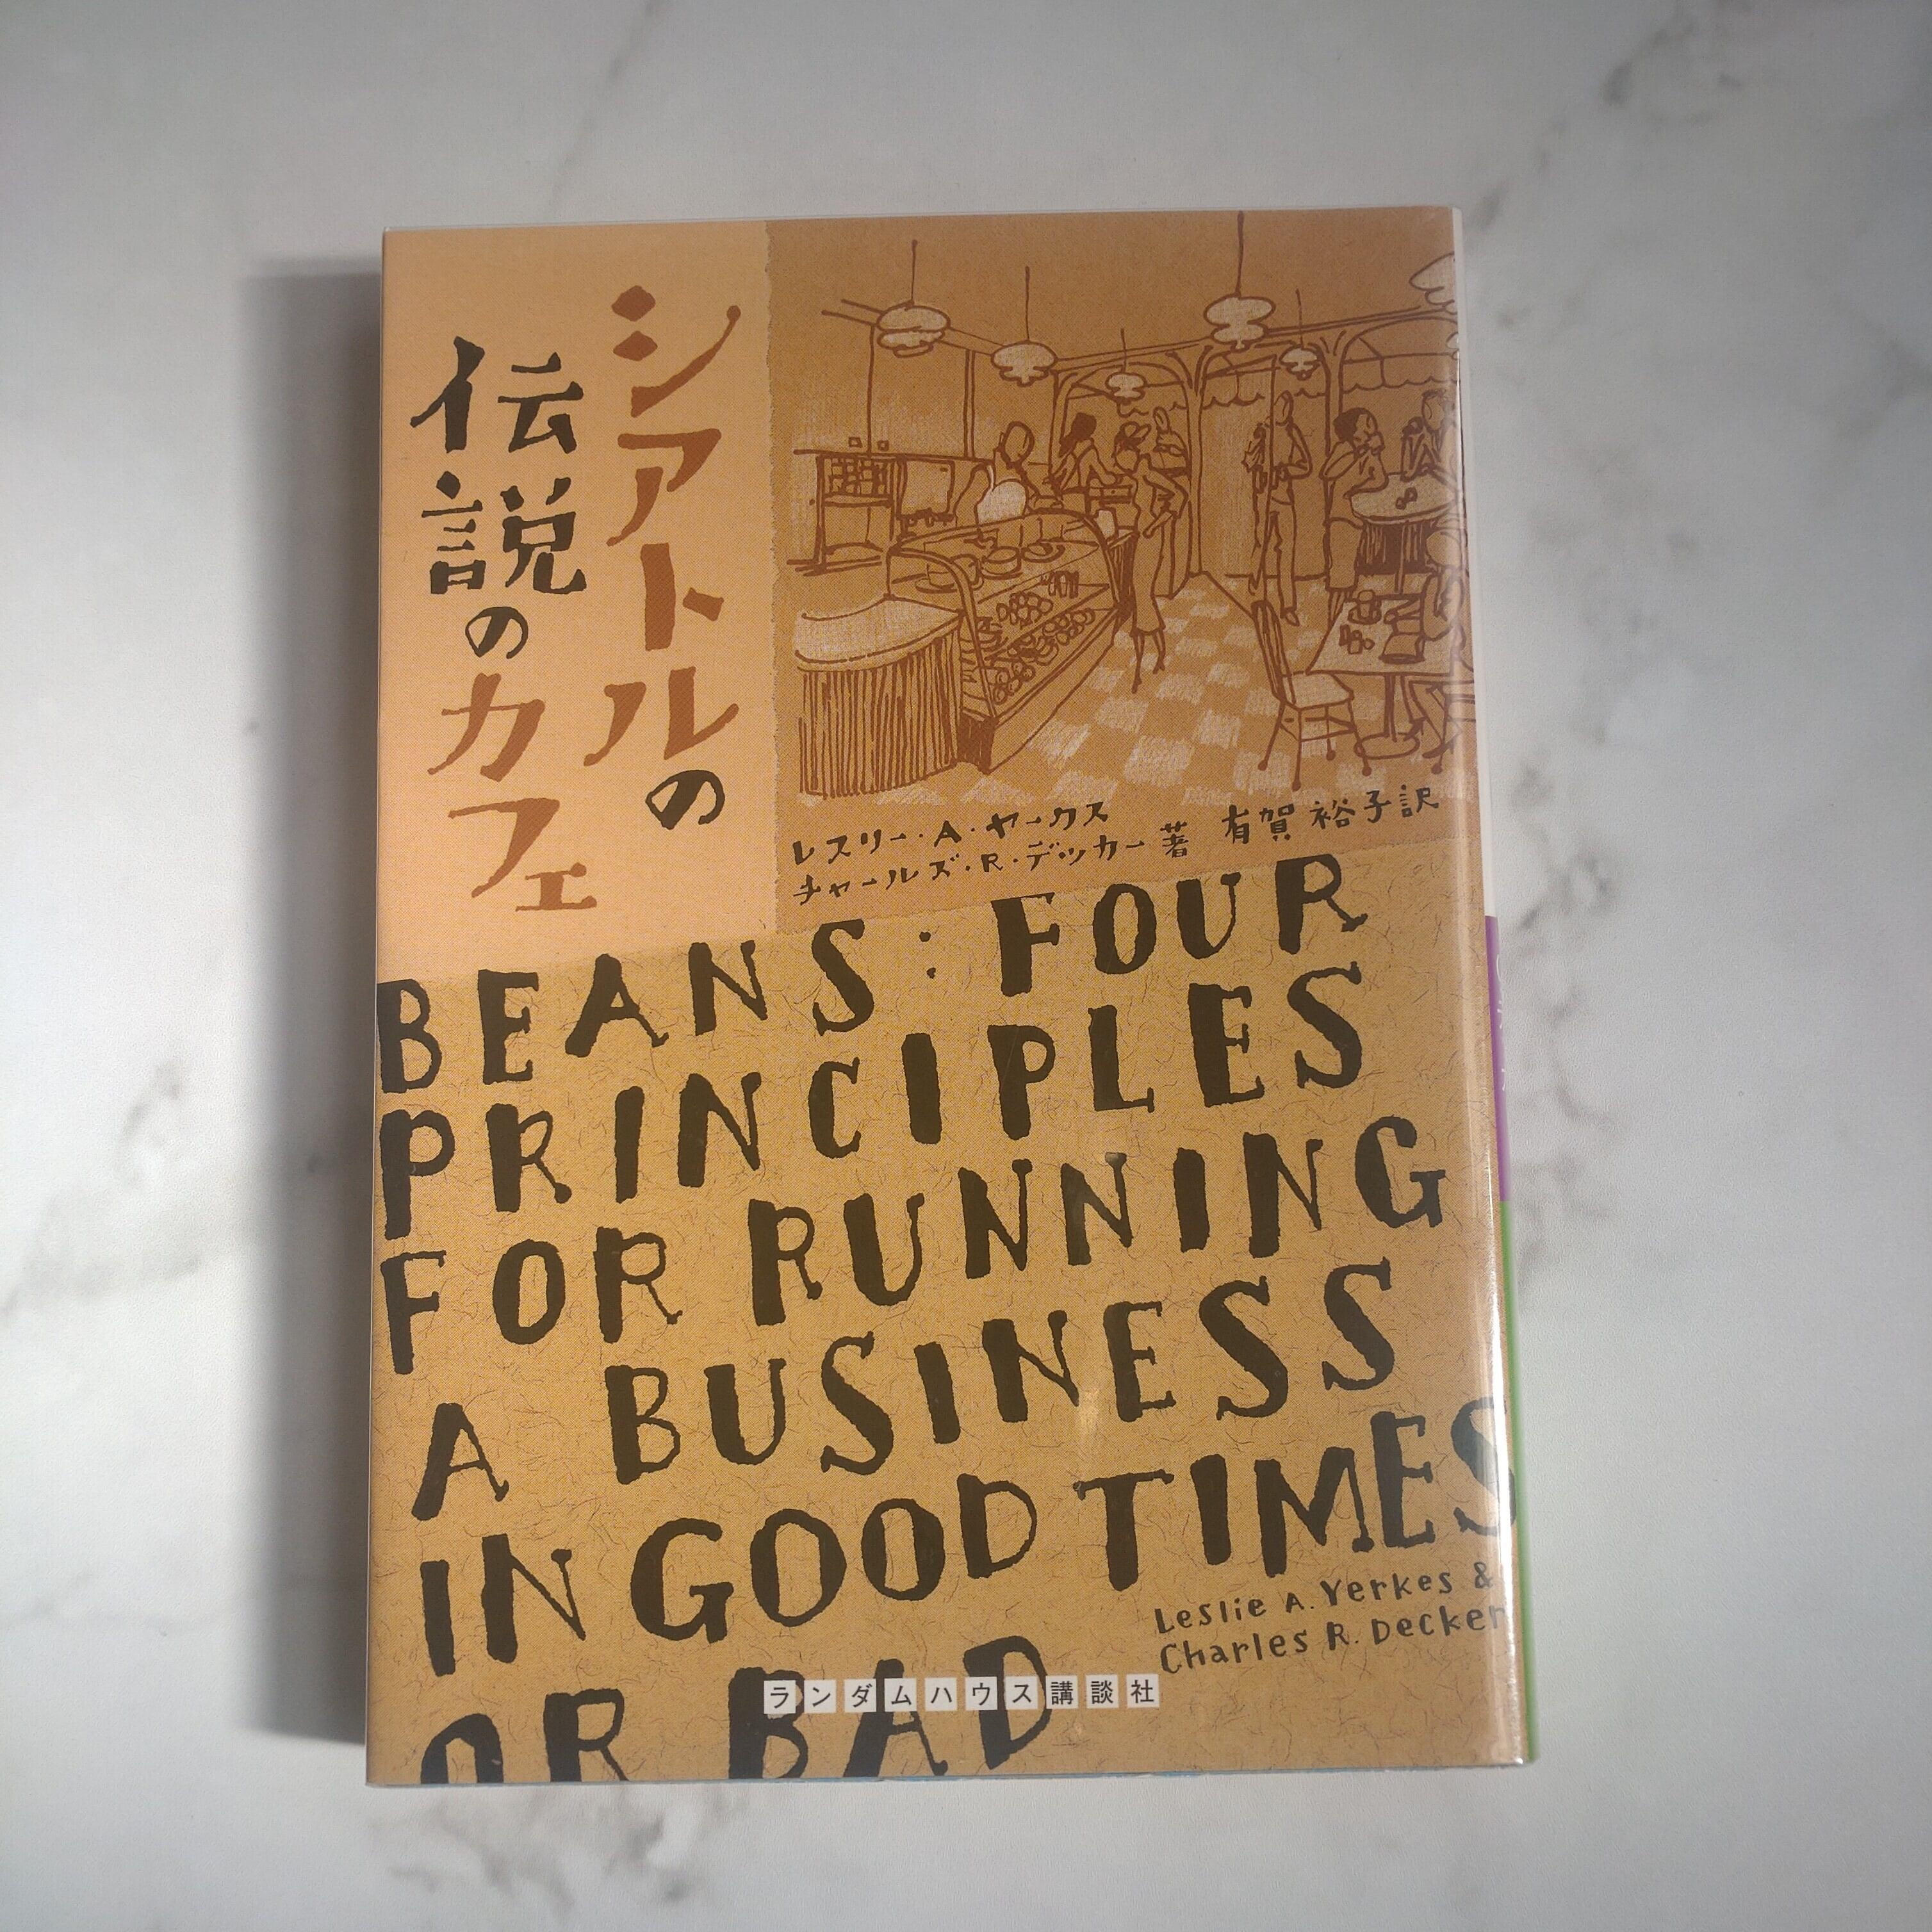 シアトルの
伝説のカフェ
レスリー・A・ヤークス
チャールズ・R・デッカー 著
有賀裕子 訳
BEANS: FOUR
PRINCIPLES
FOR RUNNING
A BUSINESS
IN GOOD TIMES
OR BAD
Leslie A. Yerkes &
Charles R. Decker
ランダムハウス講談社